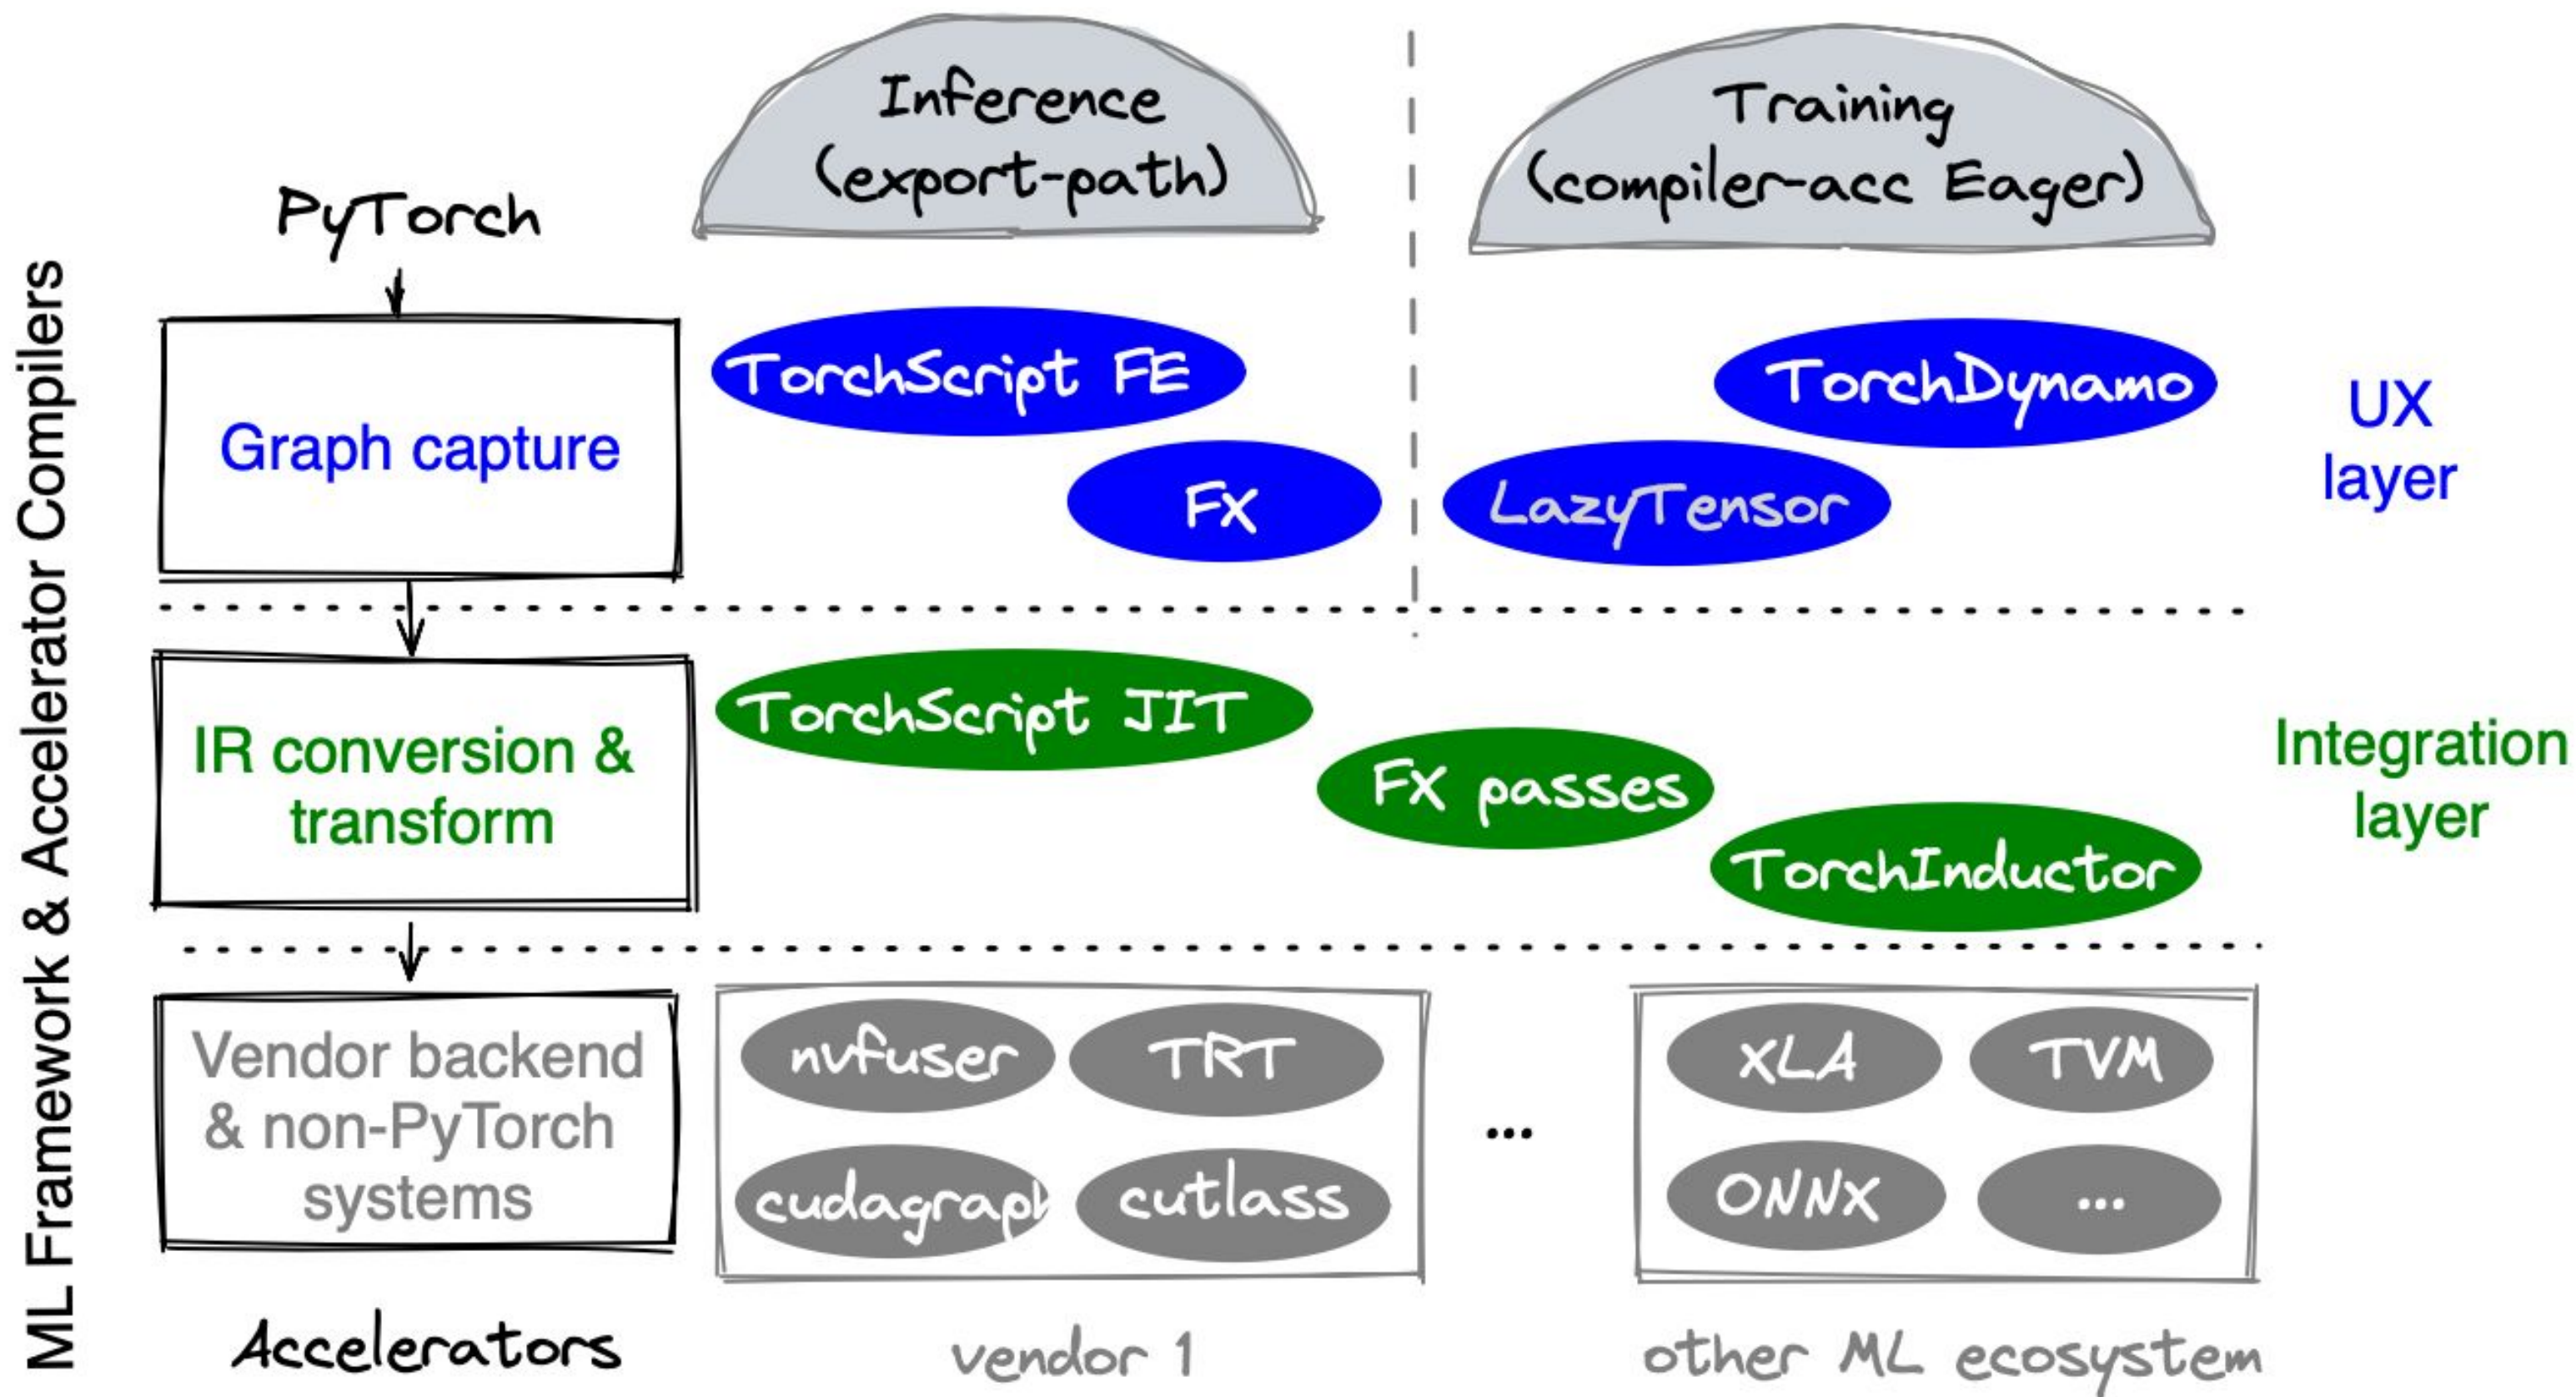 ML Framework & Accelerator Compilers
PyTorch
Inference
(export-path)
Training
(compiler-acc Eager)
Graph capture
TorchScript FE
FX
TorchDynamo
LazyTensor
UX
layer
IR conversion &
transform
TorchScript JIT
FX passes
TorchInductor
Integration
layer
Vendor backend
& non-PyTorch
systems
nvfuser
TRT
cudagraph
cutlass
...
XLA
TVM
ONNX
...
Accelerators
vendor 1
other ML ecosystem